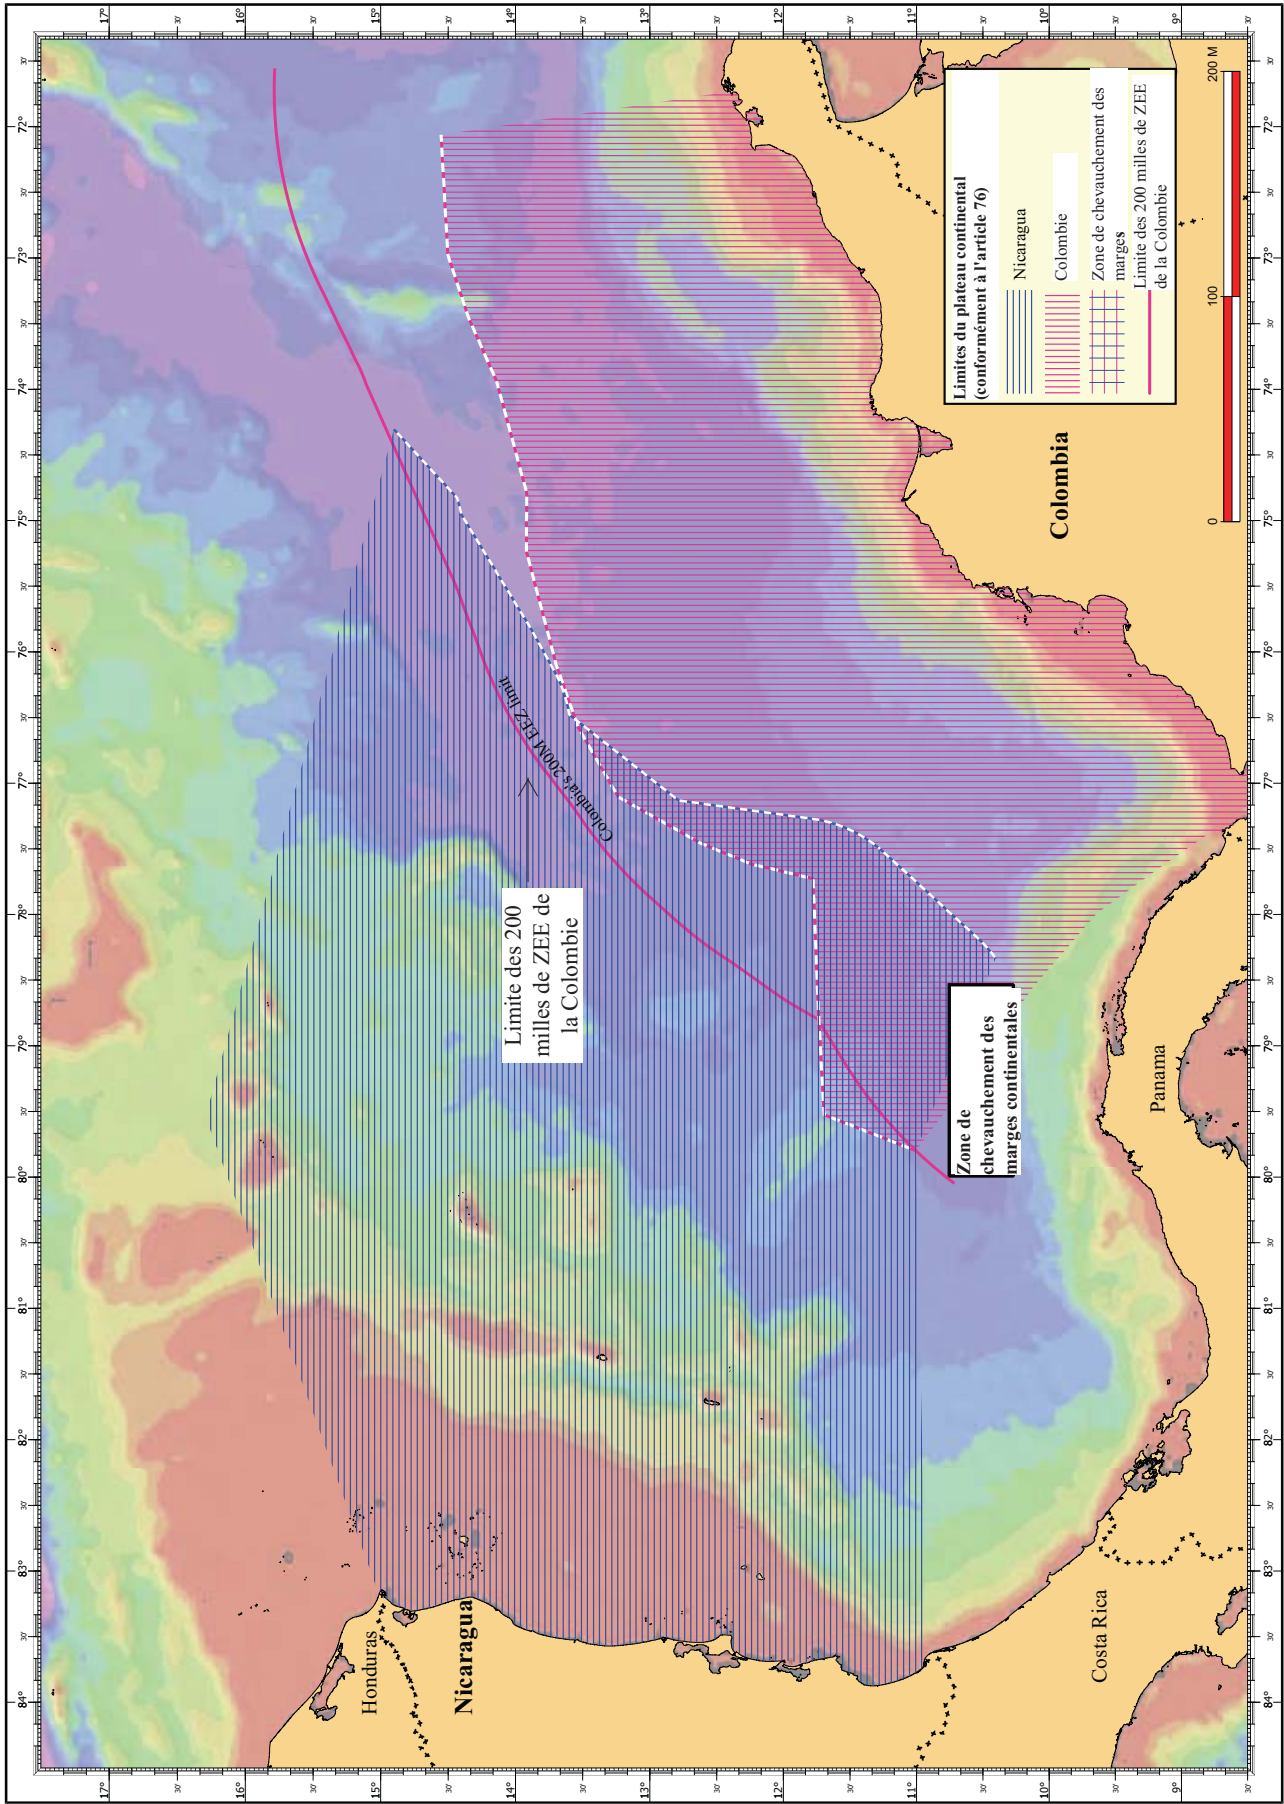 17°
16°
15°
14°
13°
12°
11°
10°
9°
30'
72°
73°
74°
75°
76°
77°
78°
79°
80°
81°
82°
83°
84°
Limites du plateau continental
(conformément à l'article 76)
Nicaragua
Colombie
Zone de chevauchement des
marges
Limite des 200 milles de ZEE
de la Colombie
0
100
200 M
Colombia's 200M EEZ limit
Limite des 200
milles de ZEE de
la Colombie
Zone de
chevauchement des
marges continentales
Honduras
Nicaragua
Costa Rica
Panama
Colombia